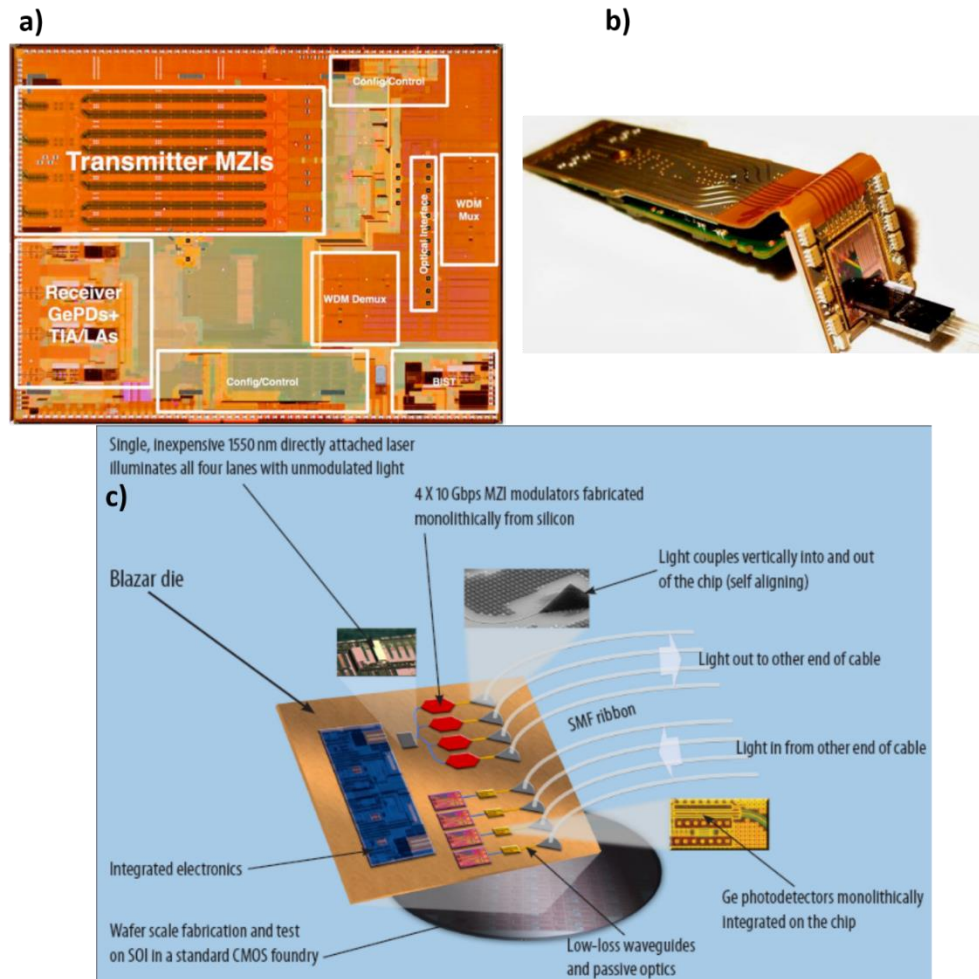 a)
b)
Config/Control
Transmitter MZIs
Optical Interface
WDM
Mux
Receiver
GePDs+
TIA/LAs
WDM Demux
Config/Control
BIST
Single, inexpensive 1550 nm directly attached laser
illuminates all four lanes with unmodulated light
c)
4 X 10 Gbps MZI modulators fabricated
monolithically from silicon
Blazar die
Light couples vertically into and out
of the chip (self aligning)
Light out to other end of cable
SMF ribbon
Light in from other end of cable
Integrated electronics
Ge photodetectors monolithically
integrated on the chip
Wafer scale fabrication and test
on SOI in a standard CMOS foundry
Low-loss waveguides
and passive optics